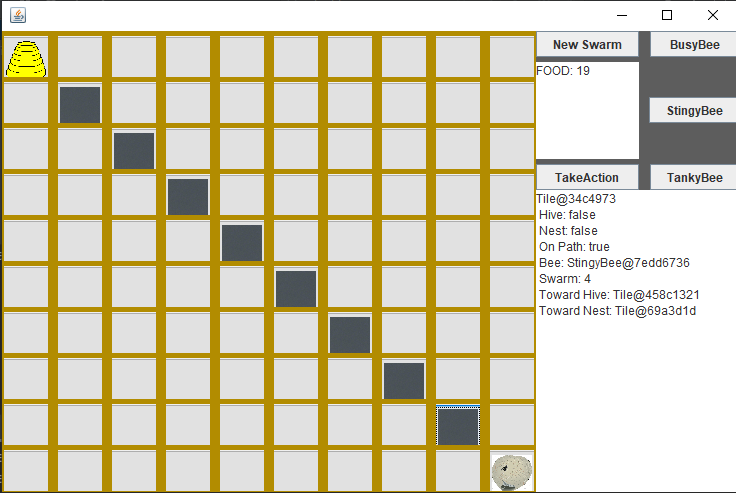 New Swarm
BusyBee
FOOD: 19
StingyBee
TakeAction
TankyBee
Tile@34c4973
Hive: false
Nest: false
On Path: true
Bee: StingyBee@7edd6736
Swarm: 4
Toward Hive: Tile@458c1321
Toward Nest: Tile@69a3d1d